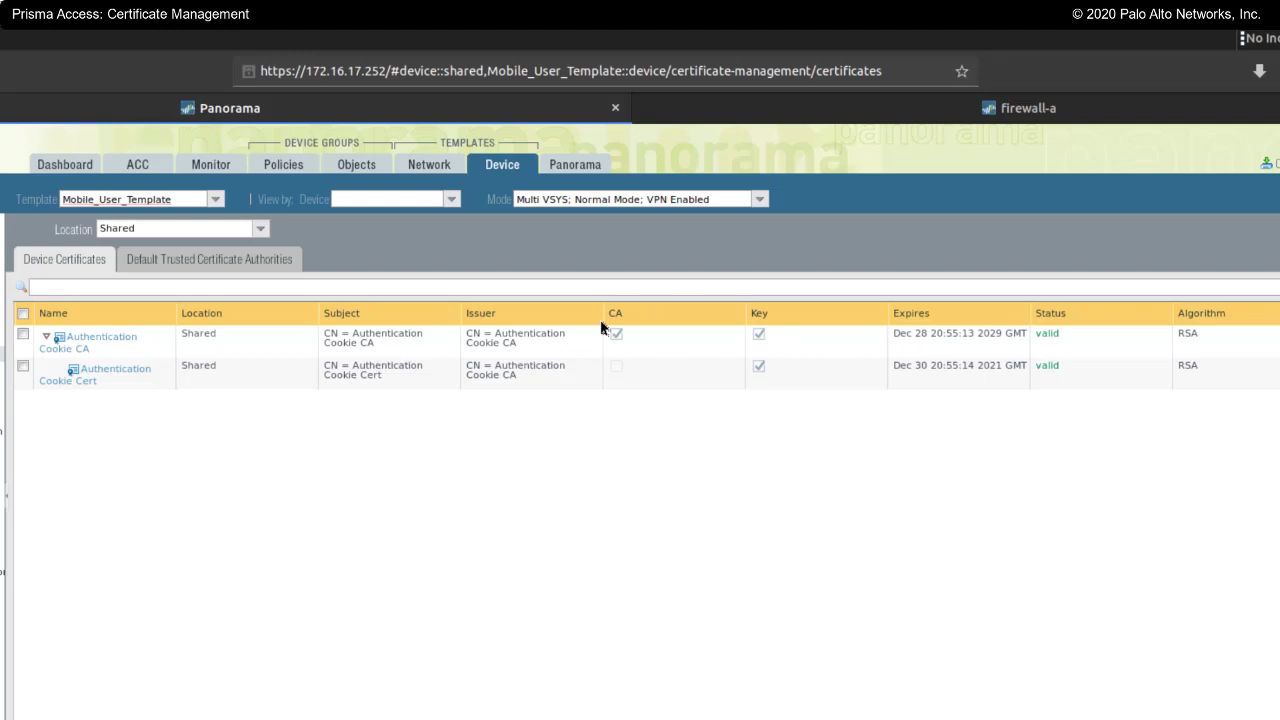 Prisma Access: Certificate Management
© 2020 Palo Alto Networks, Inc.
No In
https://172.16.17.252/#device::shared,Mobile_User_Template::device/certificate-management/certificates
Panorama
firewall-a
DEVICE GROUPS
TEMPLATES
panorama
Dashboard ACC Monitor Policies Objects Network Device Panorama
Template Mobile_User_Template View by: Device Mode Multi VSYS; Normal Mode; VPN Enabled
Location Shared
Device Certificates Default Trusted Certificate Authorities
Name Location Subject Issuer CA Key Expires Status Algorithm
Authentication Cookie CA Shared CN = Authentication Cookie CA CN = Authentication Cookie CA Dec 28 20:55:13 2029 GMT valid RSA
Authentication Cookie Cert Shared CN = Authentication Cookie Cert CN = Authentication Cookie CA Dec 30 20:55:14 2021 GMT valid RSA